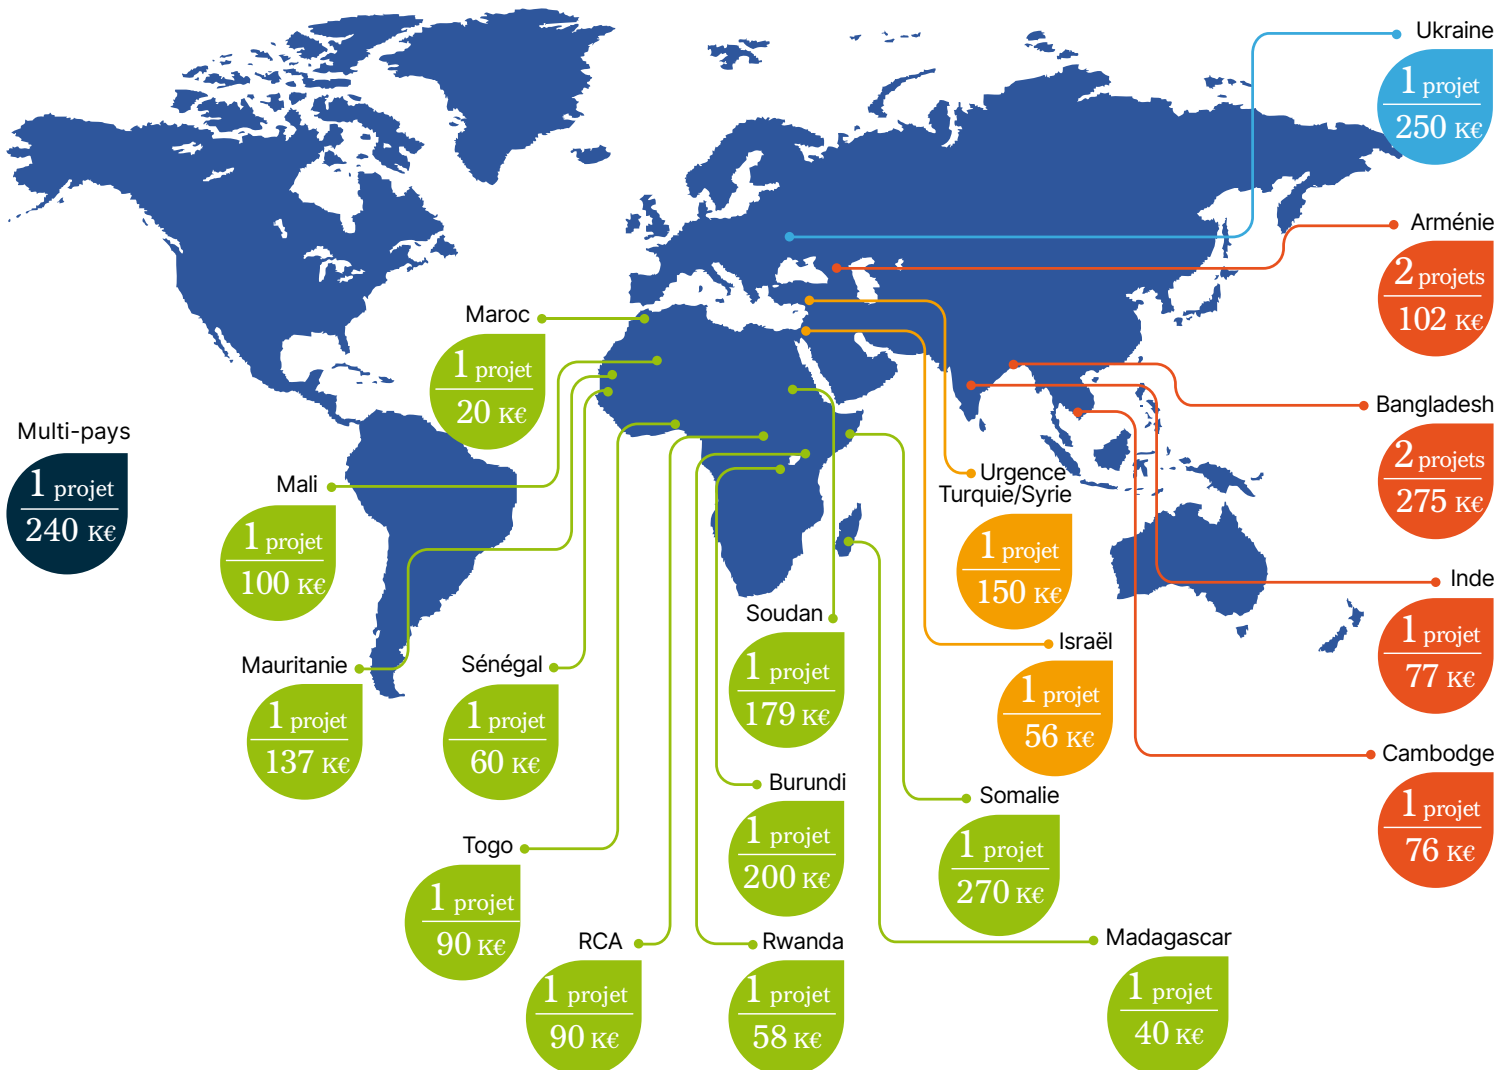 Ukraine
1 projet
250 K€
Arménie
2 projets
102 K€
Maroc
1 projet
20 K€
Bangladesh
2 projets
275 K€
Multi-pays
1 projet
240 K€
Mali
1 projet
100 K€
Urgence
Turquie/Syrie
1 projet
150 K€
Inde
1 projet
77 K€
Soudan
1 projet
179 K€
Israël
1 projet
56 K€
Mauritanie
1 projet
137 K€
Sénégal
1 projet
60 K€
Cambodge
1 projet
76 K€
Burundi
1 projet
200 K€
Somalie
1 projet
270 K€
Togo
1 projet
90 K€
RCA
1 projet
90 K€
Rwanda
1 projet
58 K€
Madagascar
1 projet
40 K€